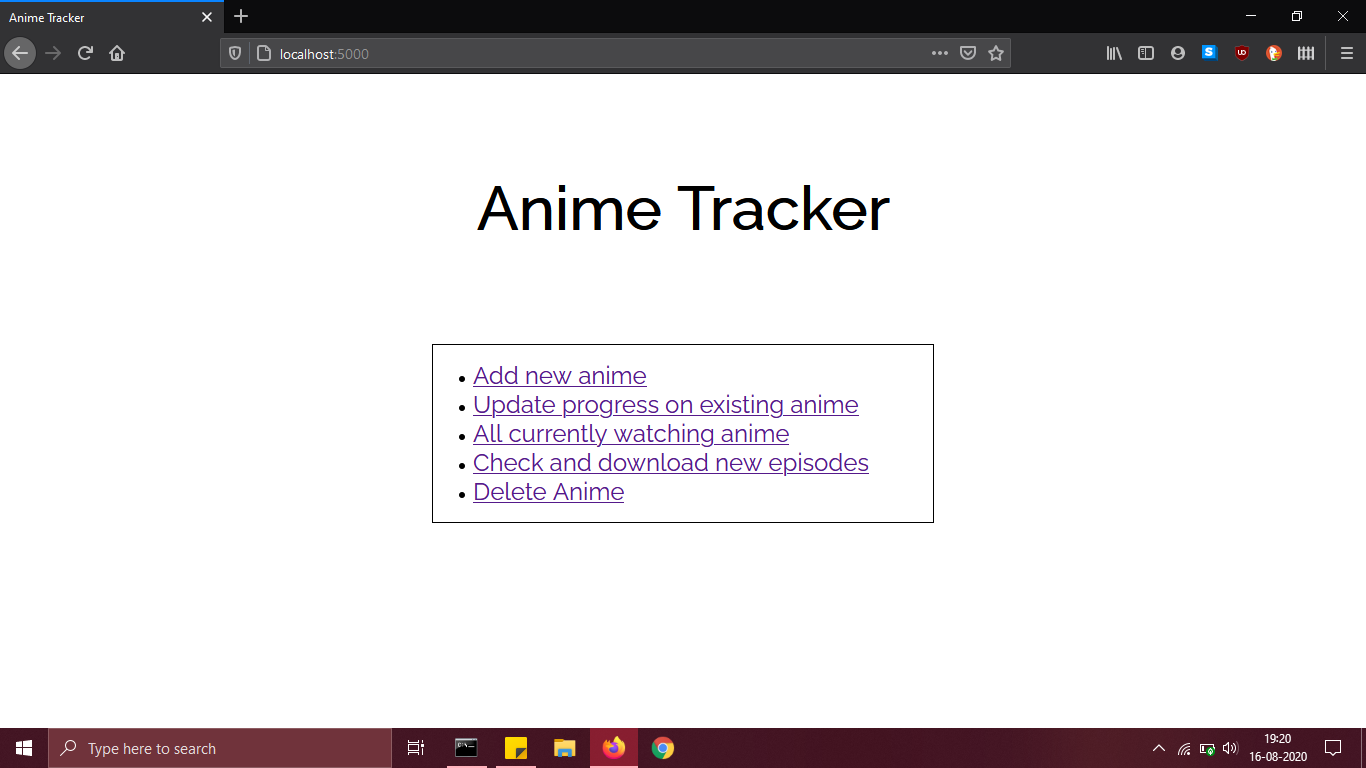 Anime Tracker
localhost:5000
Anime Tracker
Add new anime
Update progress on existing anime
All currently watching anime
Check and download new episodes
Delete Anime
Type here to search
19:20
16-08-2020